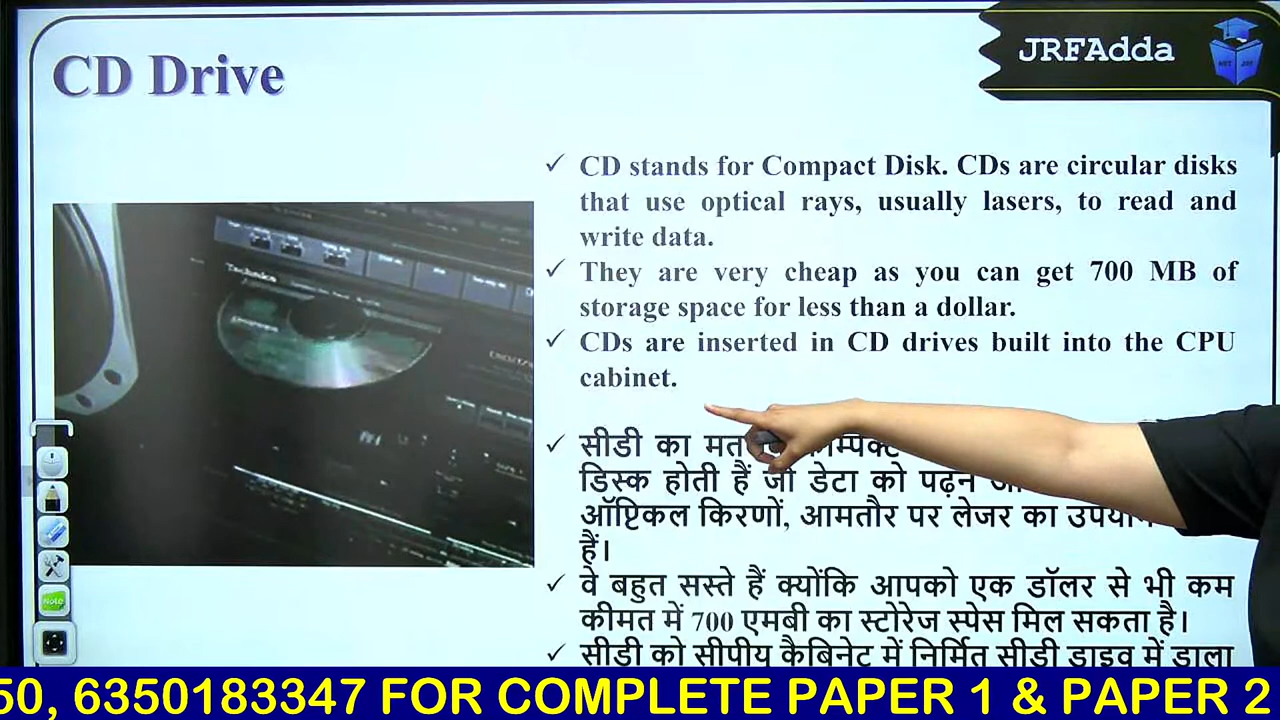 CD Drive
JRFAdda
✓ CD stands for Compact Disk. CDs are circular disks
that use optical rays, usually lasers, to read and
write data.
✓ They are very cheap as you can get 700 MB of
storage space for less than a dollar.
✓ CDs are inserted in CD drives built into the CPU
cabinet.
Technics
✓ सीडी का
डिस्क होती हैं जो डेटा को
ऑप्टिकल किरणों, आमतौर पर लेजर का
हैं।
✓ वे बहुत सस्ते हैं क्योंकि आपको एक डॉलर से भी कम
कीमत में 700 एमबी का स्टोरेज स्पेस मिल सकता है।
✓ सीडी को सीपीयू कैबिनेट में निर्मित सीडी ड्राइव में डाला
Note
50, 6350183347 FOR COMPLETE PAPER 1 & PAPER 2